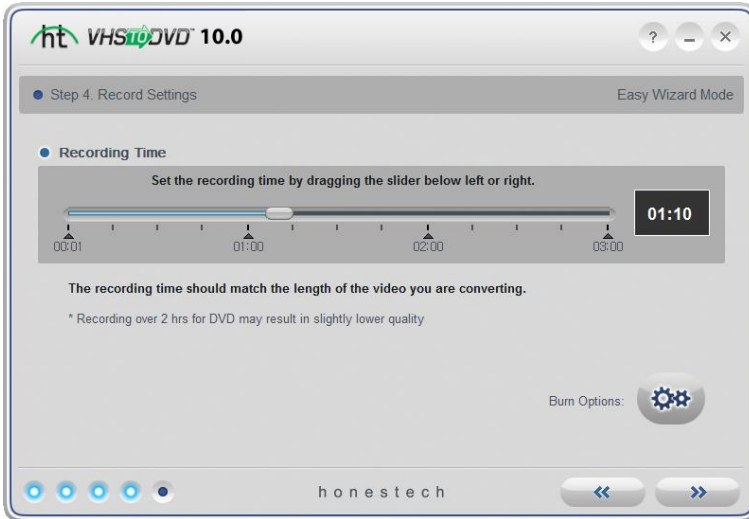 ht VHSTODVD™ 10.0
?
Step 4. Record Settings
Easy Wizard Mode
Recording Time
Set the recording time by dragging the slider below left or right.
01:10
00:01 01:00 02:00 03:00
The recording time should match the length of the video you are converting.
* Recording over 2 hrs for DVD may result in slightly lower quality
Burn Options:
honestech